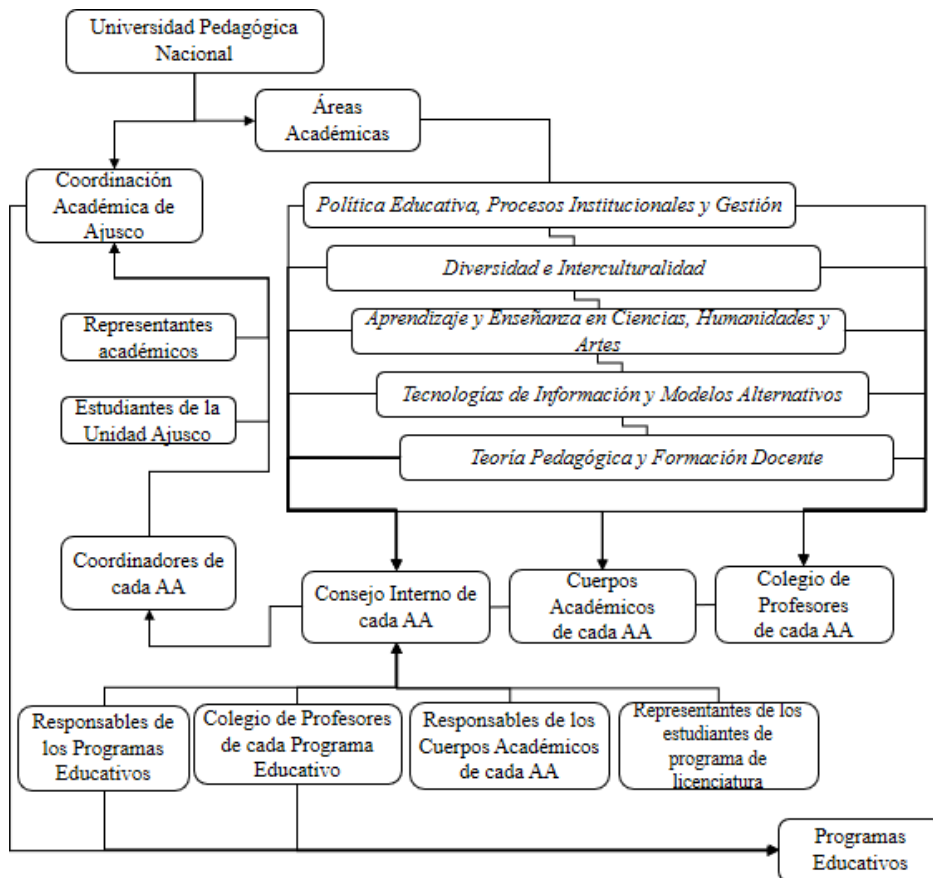 Universidad Pedagógica
Nacional
Áreas
Académicas
Coordinación
Académica de
Ajusco
Política Educativa, Procesos Institucionales y Gestión
Diversidad e Interculturalidad
Aprendizaje y Enseñanza en Ciencias, Humanidades y
Artes
Tecnologías de Información y Modelos Alternativos
Teoría Pedagógica y Formación Docente
Representantes
académicos
Estudiantes de la
Unidad Ajusco
Coordinadores de
cada AA
Consejo Interno de
cada AA
Cuerpos
Académicos
de cada AA
Colegio de
Profesores
de cada AA
Responsables de
los Programas
Educativos
Colegio de Profesores
de cada Programa
Educativo
Responsables de los
Cuerpos Académicos
de cada AA
Representantes de los
estudiantes de
programa de
licenciatura
Programas
Educativos